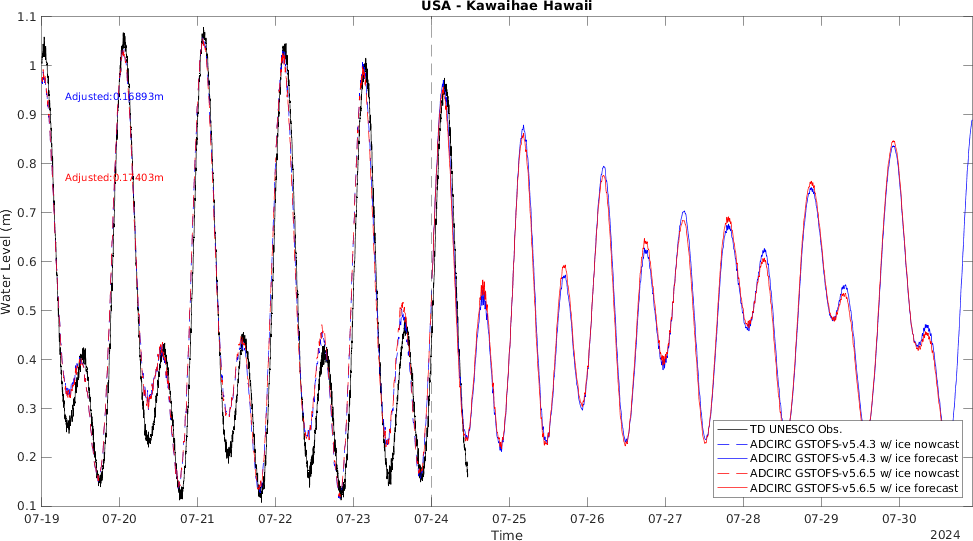 USA - Kawaihae Hawaii
1.1
1
0.9
0.8
0.7
0.6
0.5
0.4
0.3
0.2
0.1
Water Level (m)
Adjusted:0.16893m
Adjusted:0.17403m
TD UNESCO Obs.
ADCIRC GSTOFS-v5.4.3 w/ ice nowcast
ADCIRC GSTOFS-v5.4.3 w/ ice forecast
ADCIRC GSTOFS-v5.6.5 w/ ice nowcast
ADCIRC GSTOFS-v5.6.5 w/ ice forecast
07-19 07-20 07-21 07-22 07-23 07-24 07-25 07-26 07-27 07-28 07-29 07-30
Time
2024